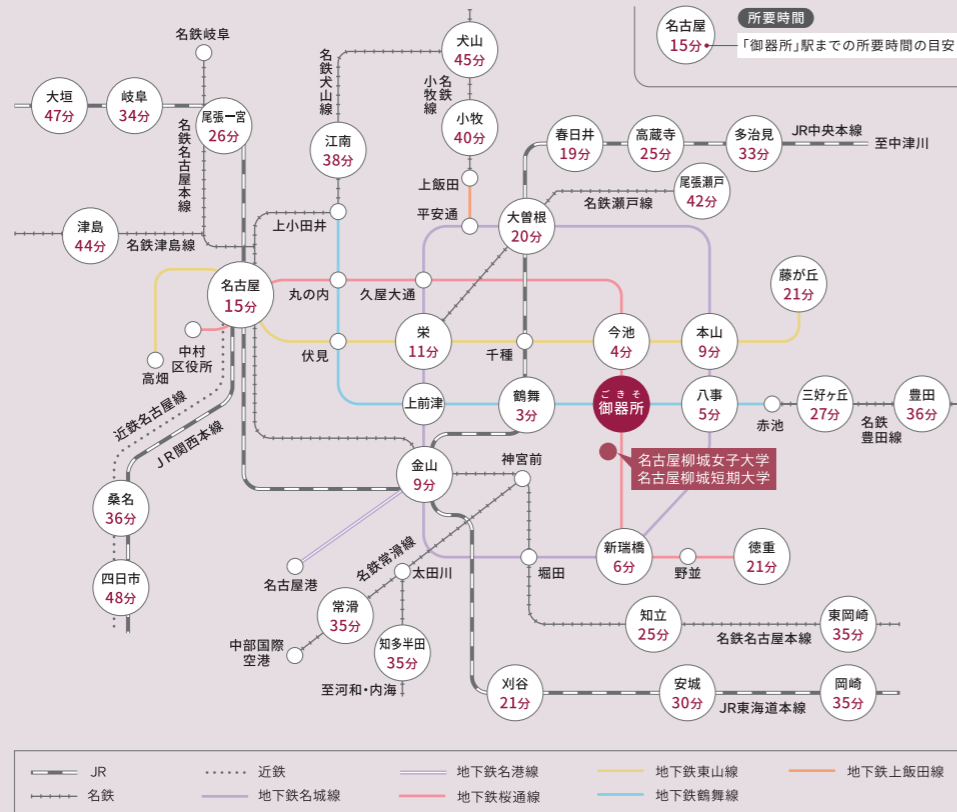 所要時間
名古屋
15分
「御器所」駅までの所要時間の目安
名鉄岐阜
犬山
45分
名鉄犬山線
名鉄
小牧線
大垣
47分
岐阜
34分
尾張一宮
26分
小牧
40分
江南
38分
春日井
19分
高蔵寺
25分
多治見
33分
JR中央本線
至中津川
名鉄名古屋本線
上飯田
尾張瀬戸
42分
名鉄瀬戸線
津島
44分
名鉄津島線
上小田井
平安通
大曽根
20分
名古屋
15分
丸の内
久屋大通
藤が丘
21分
中村
区役所
高畑
伏見
栄
11分
千種
今池
4分
本山
9分
近鉄名古屋線
JR関西本線
上前津
鶴舞
3分
ごきそ
御器所
八事
5分
赤池
三好ヶ丘
27分
名鉄
豊田線
豊田
36分
名古屋柳城女子大学
名古屋柳城短期大学
金山
9分
神宮前
桑名
36分
四日市
48分
名古屋港
名鉄常滑線
太田川
堀田
新瑞橋
6分
野並
徳重
21分
常滑
35分
中部国際
空港
知多半田
35分
至河和・内海
知立
25分
名鉄名古屋本線
東岡崎
35分
刈谷
21分
安城
30分
JR東海道本線
岡崎
35分
JR
近鉄
地下鉄名港線
地下鉄東山線
地下鉄上飯田線
名鉄
地下鉄名城線
地下鉄桜通線
地下鉄鶴舞線